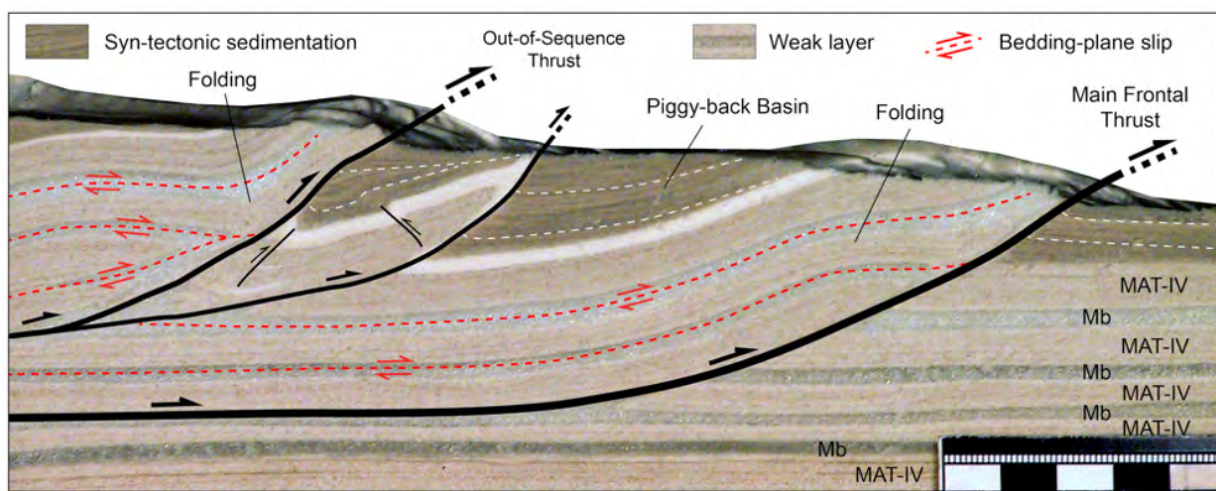 Syn-tectonic sedimentation
Out-of-Sequence
Thrust
Weak layer
Bedding-plane slip
Folding
Piggy-back Basin
Folding
Main Frontal
Thrust
MAT-IV
Mb
MAT-IV
Mb
MAT-IV
Mb
MAT-IV
Mb
MAT-IV